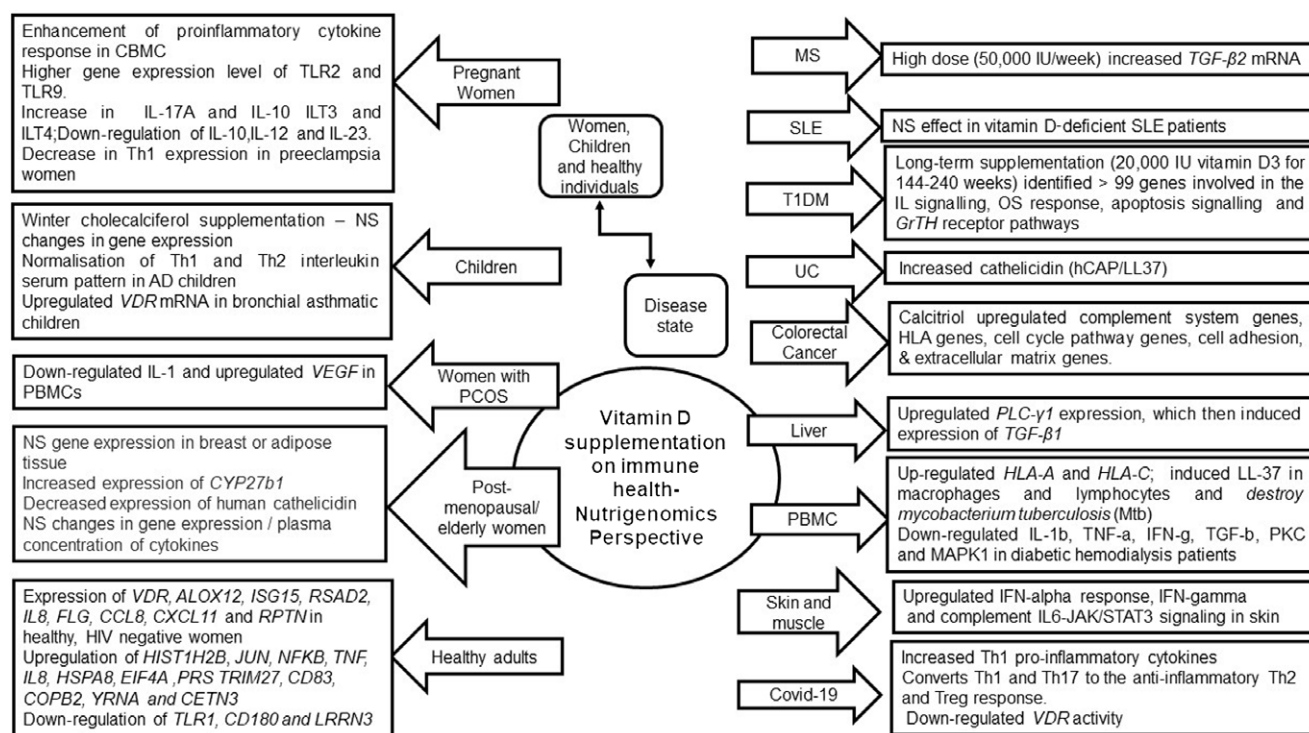 Enhancement of proinflammatory cytokine
response in CBMC
Higher gene expression level of TLR2 and
TLR9.
Increase in IL-17A and IL-10 ILT3 and
ILT4;Down-regulation of IL-10,IL-12 and IL-23.
Decrease in Th1 expression in preeclampsia
women
Pregnant
Women
Winter cholecalciferol supplementation – NS
changes in gene expression
Normalisation of Th1 and Th2 interleukin
serum pattern in AD children
Upregulated VDR mRNA in bronchial asthmatic
children
Children
Down-regulated IL-1 and upregulated VEGF in
PBMCs
Women with
PCOS
NS gene expression in breast or adipose
tissue
Increased expression of CYP27b1
Decreased expression of human cathelicidin
NS changes in gene expression / plasma
concentration of cytokines
Post-
menopausal/
elderly women
Expression of VDR, ALOX12, ISG15, RSAD2,
IL8, FLG, CCL8, CXCL11 and RPTN in
healthy, HIV negative women
Upregulation of HIST1H2B, JUN, NFKB, TNF,
IL8, HSPA8, EIF4A ,PRS TRIM27, CD83,
COPB2, YRNA and CETN3
Down-regulation of TLR1, CD180 and LRRN3
Healthy adults
Women,
Children
and healthy
individuals
Disease
state
Vitamin D
supplementation
on immune
health-
Nutrigenomics
Perspective
MS
High dose (50,000 IU/week) increased TGF-β2 mRNA
SLE
NS effect in vitamin D-deficient SLE patients
T1DM
Long-term supplementation (20,000 IU vitamin D3 for
144-240 weeks) identified > 99 genes involved in the
IL signalling, OS response, apoptosis signalling and
GrTH receptor pathways
UC
Increased cathelicidin (hCAP/LL37)
Colorectal
Cancer
Calcitriol upregulated complement system genes,
HLA genes, cell cycle pathway genes, cell adhesion,
& extracellular matrix genes.
Liver
Upregulated PLC-γ1 expression, which then induced
expression of TGF-β1
PBMC
Up-regulated HLA-A and HLA-C; induced LL-37 in
macrophages and lymphocytes and destroy
mycobacterium tuberculosis (Mtb)
Down-regulated IL-1b, TNF-a, IFN-g, TGF-b, PKC
and MAPK1 in diabetic hemodialysis patients
Skin and
muscle
Upregulated IFN-alpha response, IFN-gamma
and complement IL6-JAK/STAT3 signaling in skin
Covid-19
Increased Th1 pro-inflammatory cytokines
Converts Th1 and Th17 to the anti-inflammatory Th2
and Treg response.
Down-regulated VDR activity